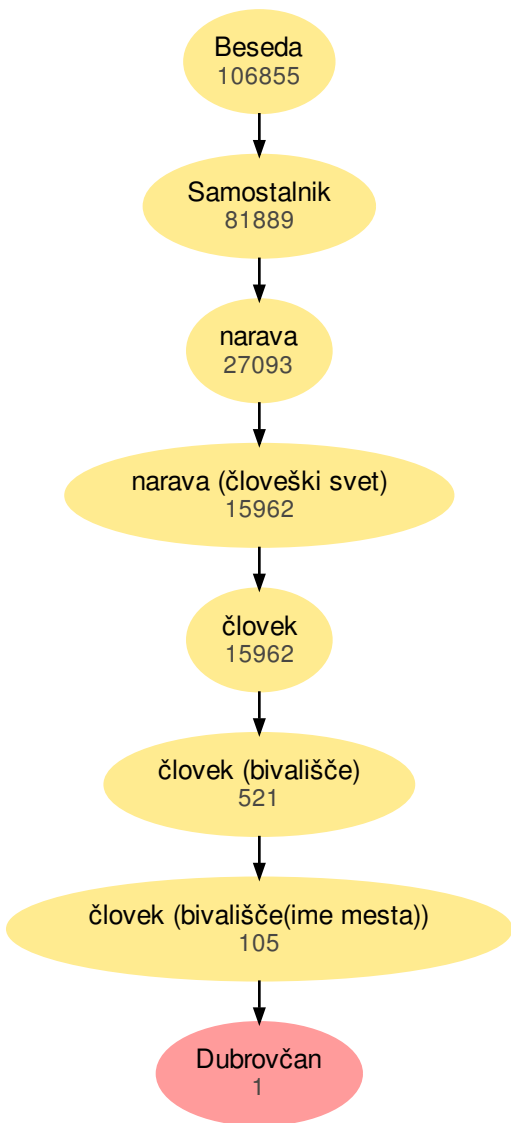 Beseda
106855
Samostalnik
81889
narava
27093
narava (človeški svet)
15962
človek
15962
človek (bivališče)
521
človek (bivališče(ime mesta))
105
Dubrovčan
1